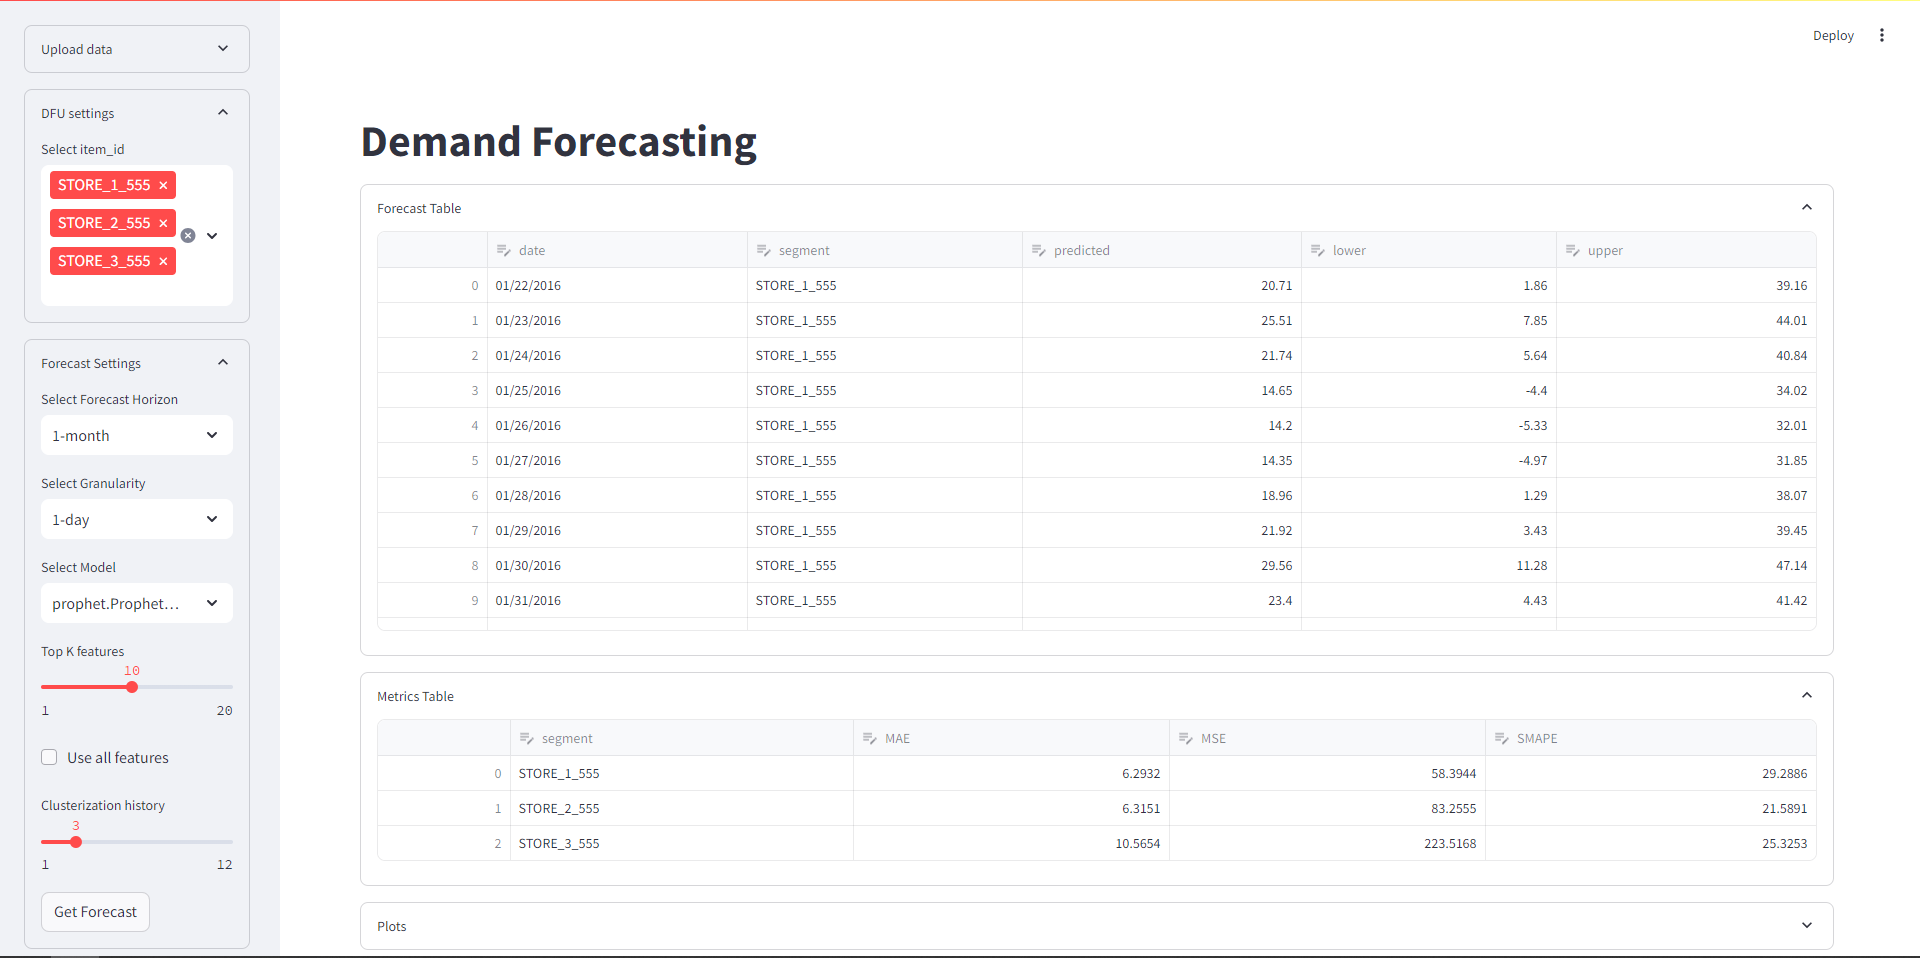 Upload data
DFU settings
Select item_id
STORE_1_555 ×
STORE_2_555 ×
STORE_3_555 ×
Forecast Settings
Select Forecast Horizon
1-month
Select Granularity
1-day
Select Model
prophet.Prophet...
Top K features
10
1 20
Use all features
Clusterization history
3
1 12
Get Forecast
Deploy
Demand Forecasting
Forecast Table
date segment predicted lower upper
0 01/22/2016 STORE_1_555 20.71 1.86 39.16
1 01/23/2016 STORE_1_555 25.51 7.85 44.01
2 01/24/2016 STORE_1_555 21.74 5.64 40.84
3 01/25/2016 STORE_1_555 14.65 -4.4 34.02
4 01/26/2016 STORE_1_555 14.2 -5.33 32.01
5 01/27/2016 STORE_1_555 14.35 -4.97 31.85
6 01/28/2016 STORE_1_555 18.96 1.29 38.07
7 01/29/2016 STORE_1_555 21.92 3.43 39.45
8 01/30/2016 STORE_1_555 29.56 11.28 47.14
9 01/31/2016 STORE_1_555 23.4 4.43 41.42
Metrics Table
segment MAE MSE SMAPE
0 STORE_1_555 6.2932 58.3944 29.2886
1 STORE_2_555 6.3151 83.2555 21.5891
2 STORE_3_555 10.5654 223.5168 25.3253
Plots